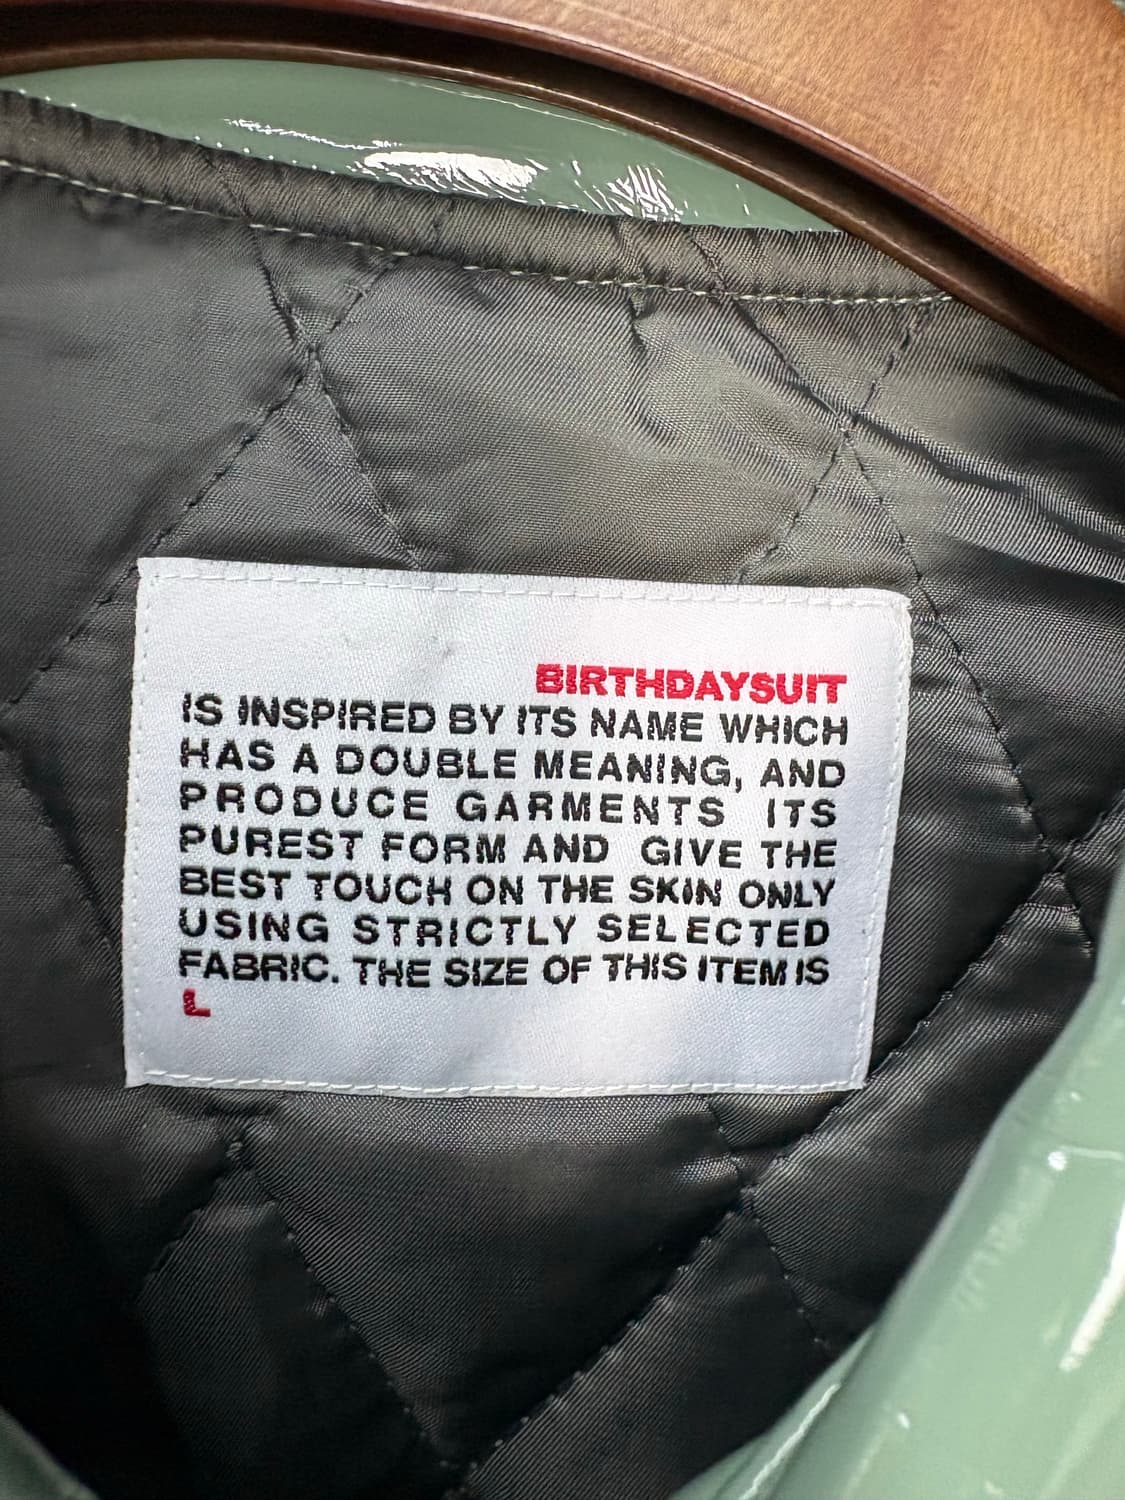 BIRTHDAYSUIT
IS INSPIRED BY ITS NAME WHICH
HAS A DOUBLE MEANING, AND
PRODUCE GARMENTS ITS
PUREST FORM AND GIVE THE
BEST TOUCH ON THE SKIN ONLY
USING STRICTLY SELECTED
FABRIC. THE SIZE OF THIS ITEM IS
L